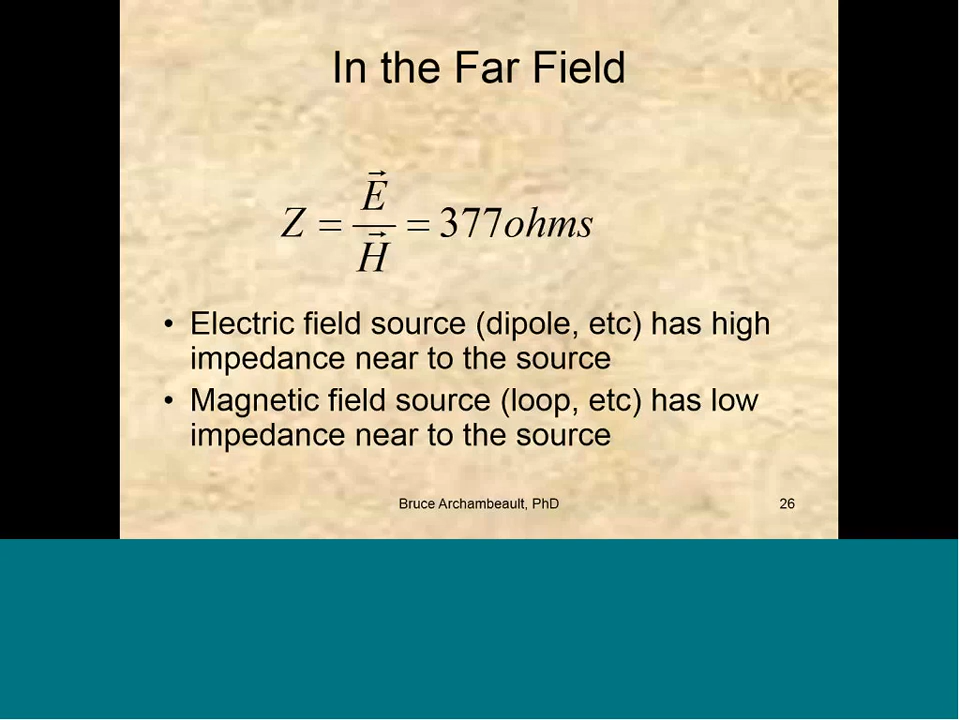 In the Far Field
Z = E⃗ / H⃗ = 377ohms
• Electric field source (dipole, etc) has high
impedance near to the source
• Magnetic field source (loop, etc) has low
impedance near to the source
Bruce Archambeault, PhD 26